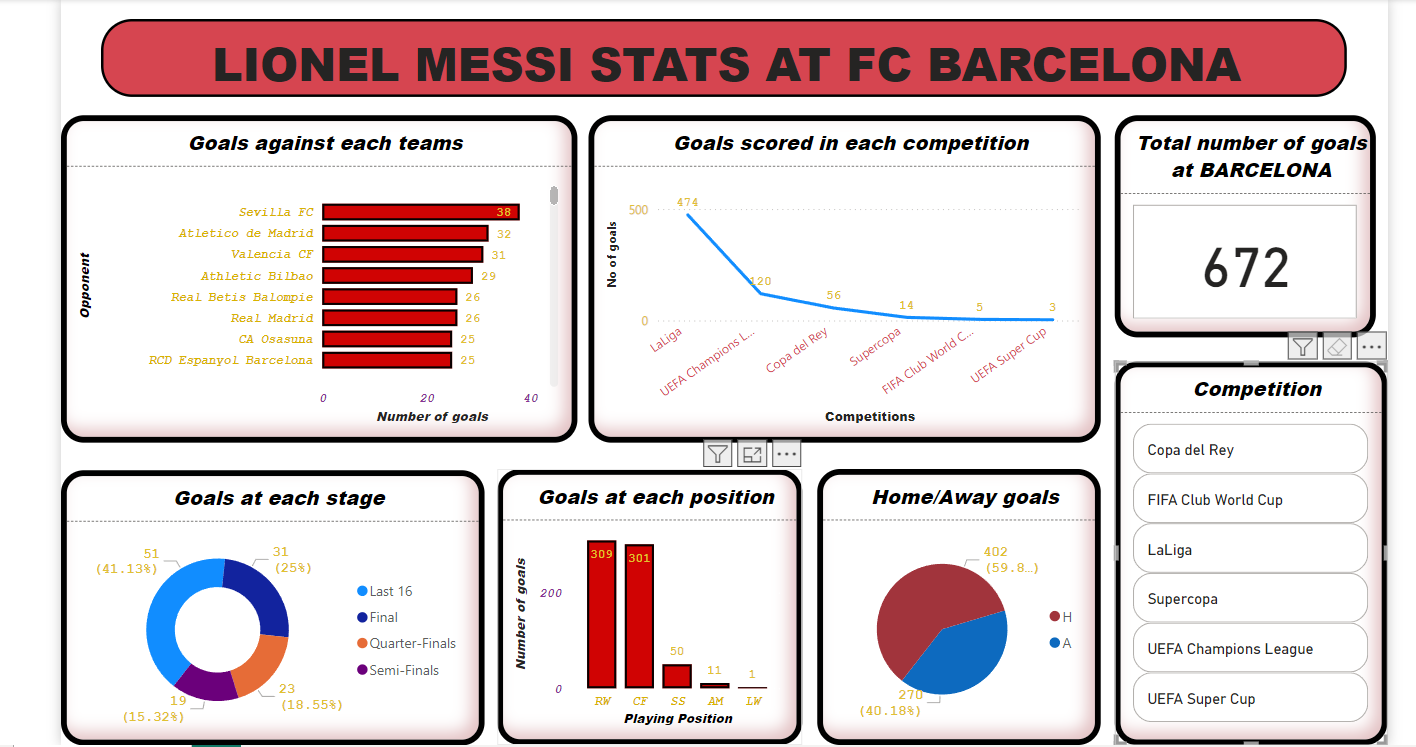 LIONEL MESSI STATS AT FC BARCELONA
Goals against each teams
Opponent
Sevilla FC 38
Atletico de Madrid 32
Valencia CF 31
Athletic Bilbao 29
Real Betis Balompie 26
Real Madrid 26
CA Osasuna 25
RCD Espanyol Barcelona 25
0 20 40
Number of goals
Goals scored in each competition
No of goals
500
0
474 120 56 14 5 3
LaLiga
UEFA Champions L...
Copa del Rey
Supercopa
FIFA Club World C...
UEFA Super Cup
Competitions
Total number of goals
at BARCELONA
672
Competition
Copa del Rey
FIFA Club World Cup
LaLiga
Supercopa
UEFA Champions League
UEFA Super Cup
Goals at each stage
51
(41.13%)
31
(25%)
23
(18.55%)
19
(15.32%)
Last 16
Final
Quarter-Finals
Semi-Finals
Goals at each position
Number of goals
200
0
309 301 50 11 1
RW CF SS AM LW
Playing Position
Home/Away goals
402
(59.8...)
270
(40.18%)
H
A